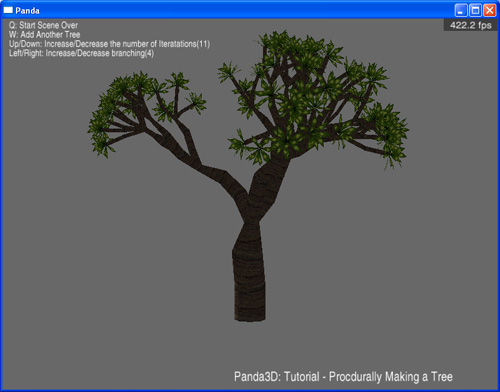 Panda
Q: Start Scene Over
W: Add Another Tree
Up/Down: Increase/Decrease the number of Iteratations(11)
Left/Right: Increase/Decrease branching(4)
422.2 fps
Panda3D: Tutorial - Procdurally Making a Tree